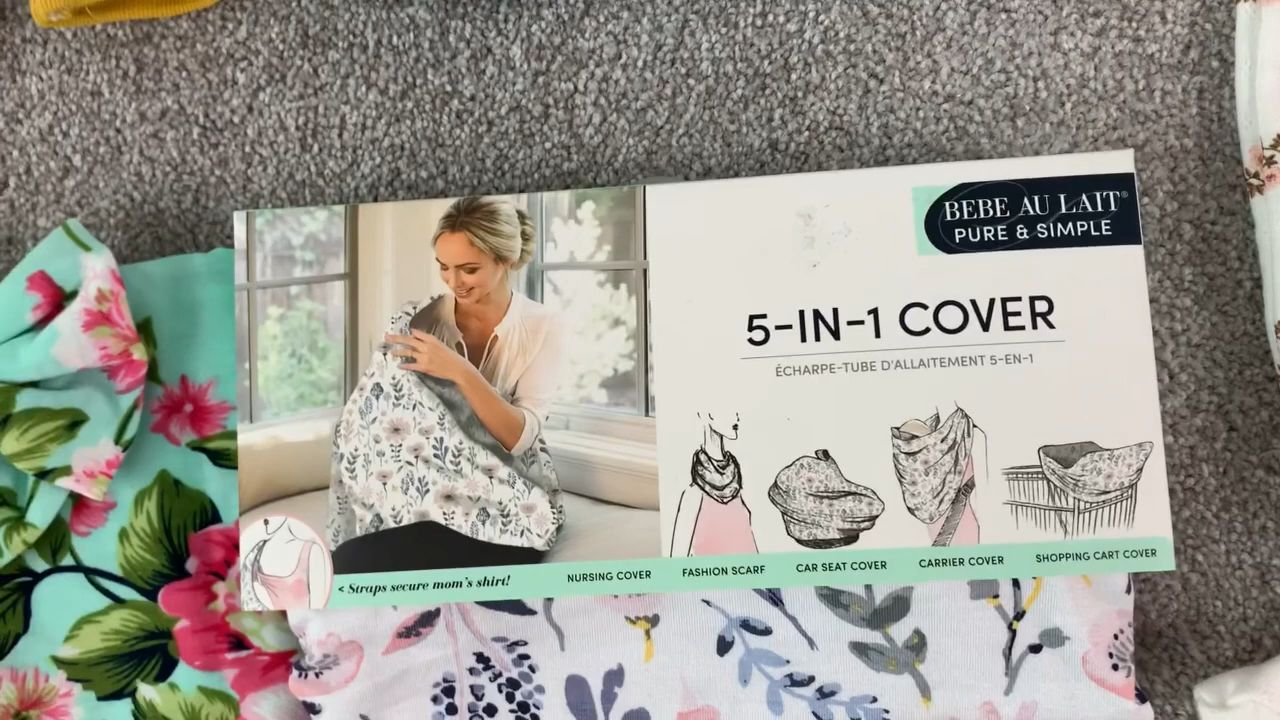 BEBE AU LAIT®
PURE & SIMPLE
5-IN-1 COVER
ÉCHARPE-TUBE D'ALLAITEMENT 5-EN-1
< Straps secure mom's shirt!
NURSING COVER
FASHION SCARF
CAR SEAT COVER
CARRIER COVER
SHOPPING CART COVER